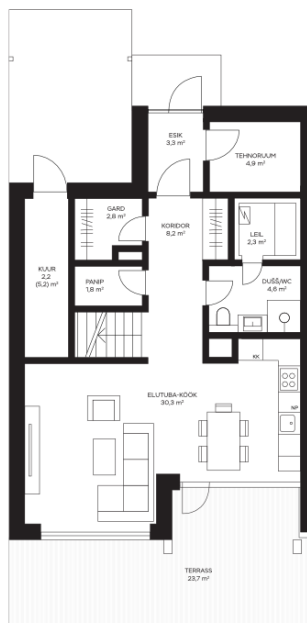 ESIK
3,3 m²
TEHNORUUM
4,9 m²
GARD
2,8 m²
KORIDOR
8,2 m²
LEIL
2,3 m²
KUUR
2,2
(5,2) m²
PANIP
1,8 m²
DUŠŠ/WC
4,6 m²
KK
ELUTUBA-KÖÖK
30,3 m²
NP
TERRASS
23,7 m²